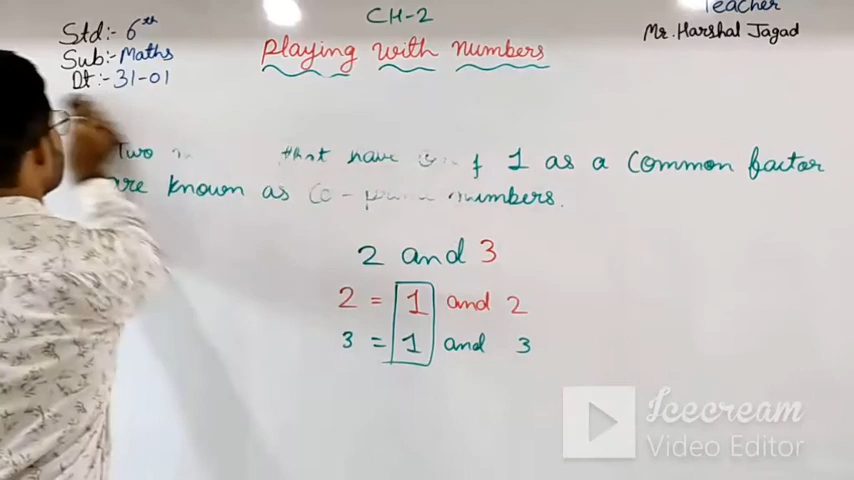 Std:- 6th
Sub:- Maths
Dt:- 31-01
CH-2
Playing with numbers
Teacher
Mr. Harshal Jagad
Two that have 1 as a Common factor
are known as Co-prime numbers.
2 and 3
2 = 1 and 2
3 = 1 and 3
Icecream
Video Editor